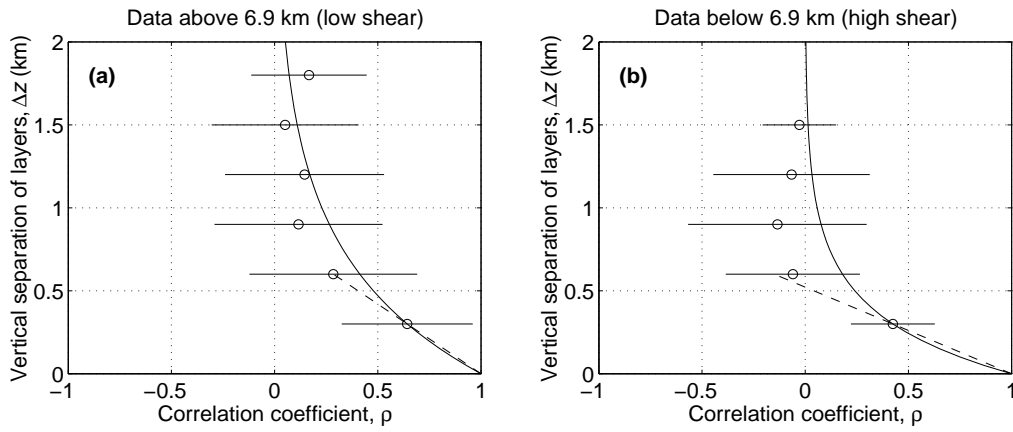 Data above 6.9 km (low shear)
(a)
Vertical separation of layers, Δz (km)
2
1.5
1
0.5
0
−1
−0.5
0
0.5
1
Correlation coefficient, ρ
Data below 6.9 km (high shear)
(b)
Vertical separation of layers, Δz (km)
2
1.5
1
0.5
0
−1
−0.5
0
0.5
1
Correlation coefficient, ρ